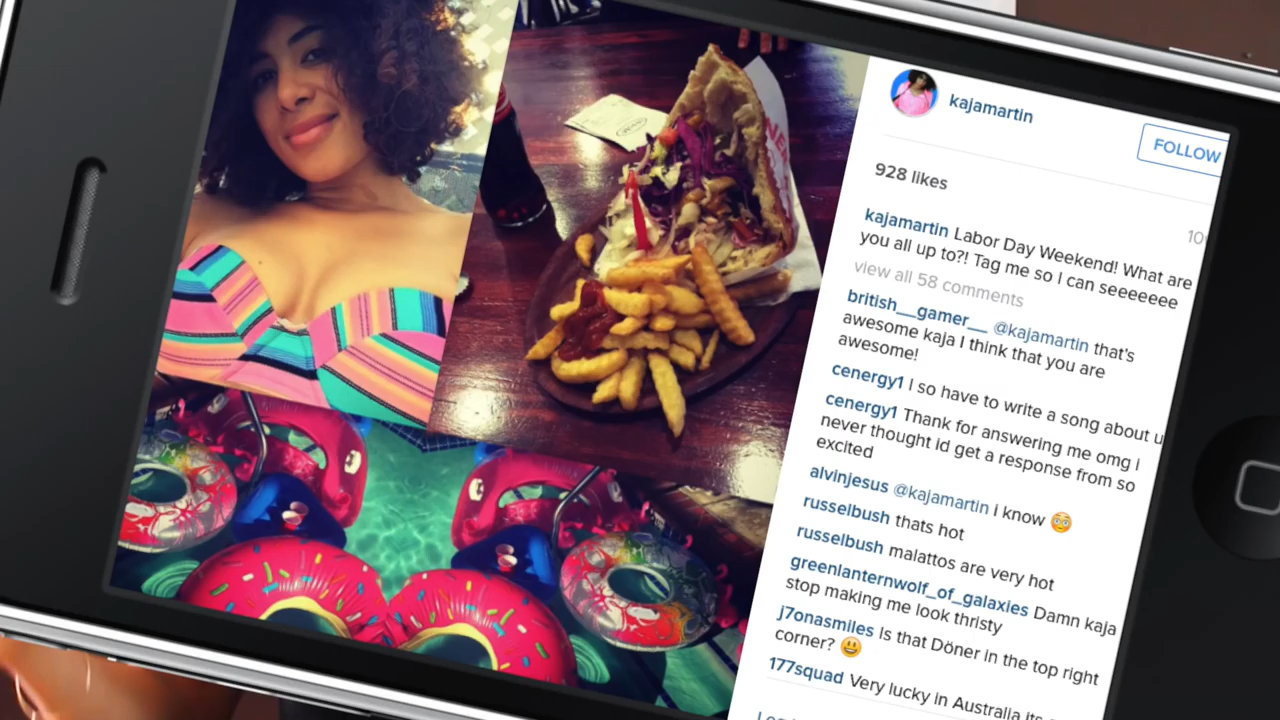 kajamartin
FOLLOW
928 likes
10
kajamartin Labor Day Weekend! What are
you all up to?! Tag me so I can seeeeeee
view all 58 comments
british__gamer__ @kajamartin that's
awesome kaja I think that you are
awesome!
cenergy1 I so have to write a song about u
cenergy1 Thank for answering me omg i
never thought id get a response from so
excited
alvinjesus @kajamartin i know 😳
russelbush thats hot
russelbush malattos are very hot
greenlanternwolf_of_galaxies Damn kaja
stop making me look thristy
j7onasmiles Is that Döner in the top right
corner? 😃
177squad Very lucky in Australia its